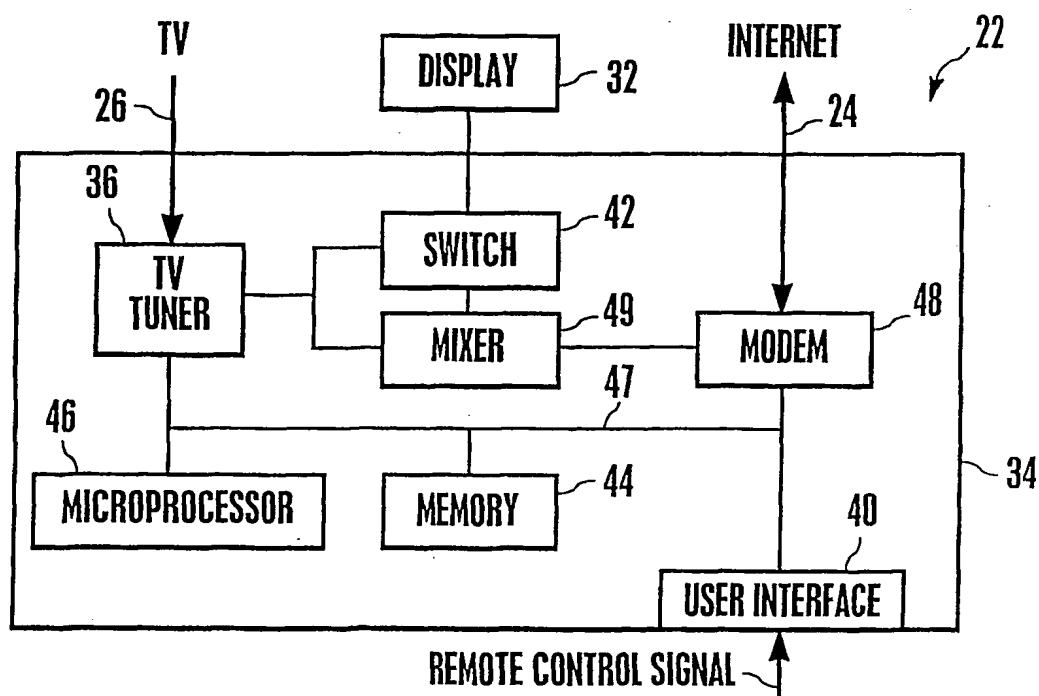 TV
INTERNET
22
DISPLAY
32
26
24
36
42
SWITCH
TV
TUNER
49
48
MIXER
MODEM
47
46
44
34
MICROPROCESSOR
MEMORY
40
USER INTERFACE
REMOTE CONTROL SIGNAL